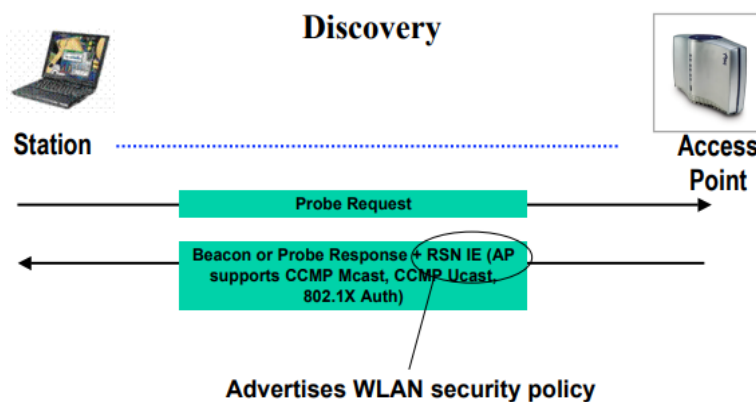 Discovery
Station
Access
Point
Probe Request
Beacon or Probe Response + RSN IE (AP
supports CCMP Mcast, CCMP Ucast,
802.1X Auth)
Advertises WLAN security policy